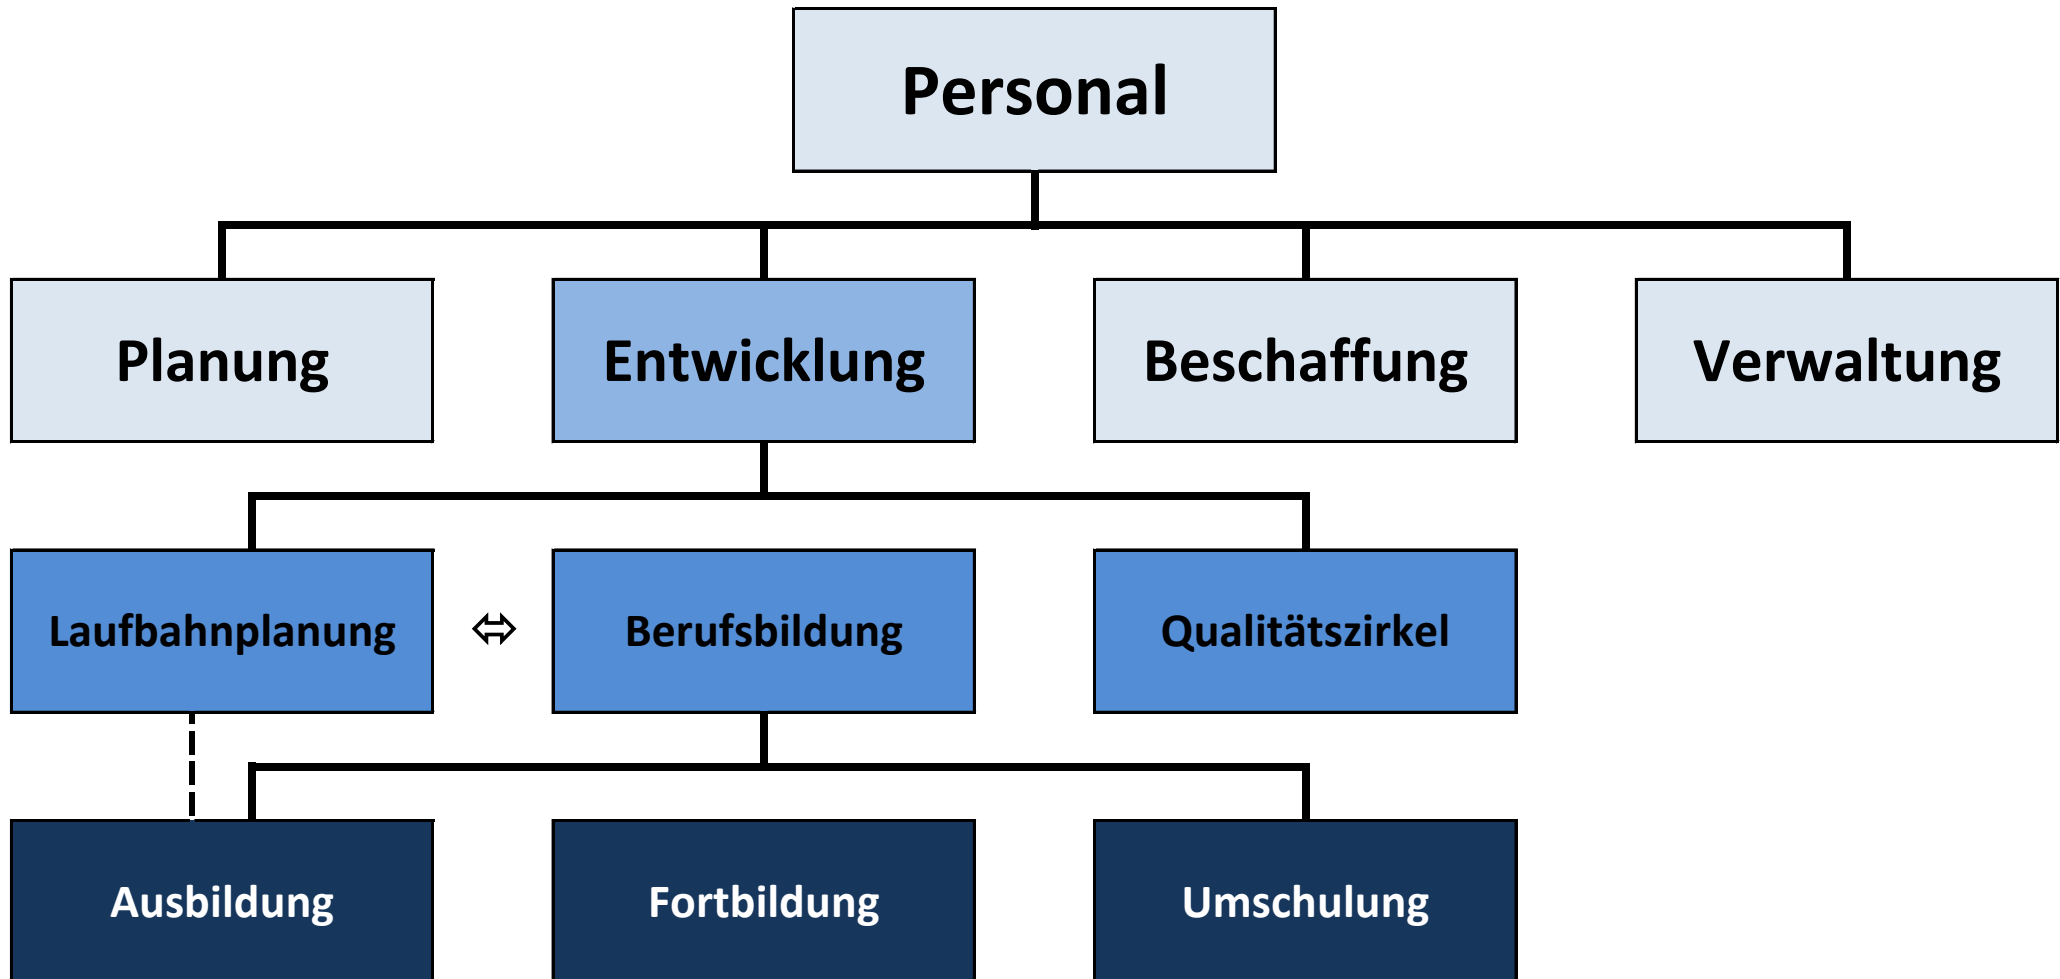 Personal
Planung
Entwicklung
Beschaffung
Verwaltung
Laufbahnplanung
Berufsbildung
Qualitätszirkel
Ausbildung
Fortbildung
Umschulung